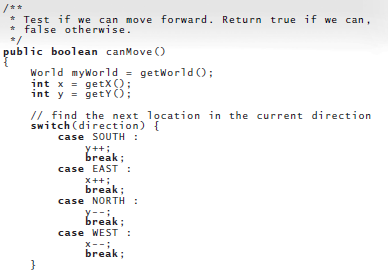 /**
 * Test if we can move forward. Return true if we can,
 * false otherwise.
 */
public boolean canMove()
{
    World myWorld = getWorld();
    int x = getX();
    int y = getY();

    // find the next location in the current direction
    switch(direction) {
        case SOUTH :
            y++;
            break;
        case EAST :
            x++;
            break;
        case NORTH :
            y--;
            break;
        case WEST :
            x--;
            break;
    }